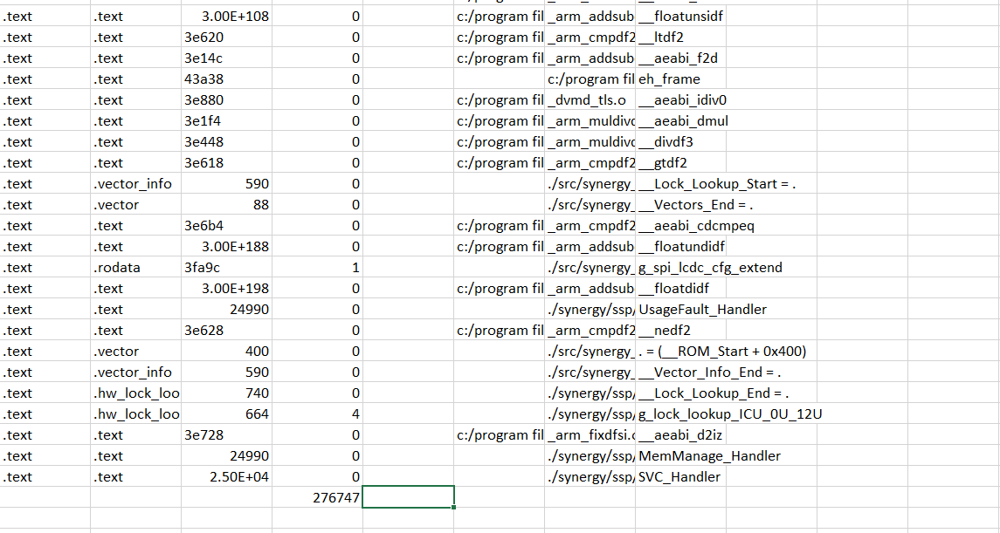 .text .text 3.00E+108 0 c:/program fil _arm_addsub __floatunsidf
.text .text 3e620 0 c:/program fil _arm_cmpdf2 __ltdf2
.text .text 3e14c 0 c:/program fil _arm_addsub __aeabi_f2d
.text .text 43a38 0 c:/program fil eh_frame
.text .text 3e880 0 c:/program fil _dvmd_tls.o __aeabi_idiv0
.text .text 3e1f4 0 c:/program fil _arm_muldivd __aeabi_dmul
.text .text 3e448 0 c:/program fil _arm_muldivd __divdf3
.text .text 3e618 0 c:/program fil _arm_cmpdf2 __gtdf2
.text .vector_info 590 0 ./src/synergy_ __Lock_Lookup_Start = .
.text .vector 88 0 ./src/synergy_ __Vectors_End = .
.text .text 3e6b4 0 c:/program fil _arm_cmpdf2 __aeabi_cdcmpeq
.text .text 3.00E+188 0 c:/program fil _arm_addsub __floatundidf
.text .rodata 3fa9c 1 ./src/synergy_ g_spi_lcdc_cfg_extend
.text .text 3.00E+198 0 c:/program fil _arm_addsub __floatdidf
.text .text 24990 0 ./synergy/ssp/ UsageFault_Handler
.text .text 3e628 0 c:/program fil _arm_cmpdf2 __nedf2
.text .vector 400 0 ./src/synergy_ . = (__ROM_Start + 0x400)
.text .vector_info 590 0 ./src/synergy_ __Vector_Info_End = .
.text .hw_lock_loo 740 0 ./synergy/ssp/ __Lock_Lookup_End = .
.text .hw_lock_loo 664 4 ./synergy/ssp/ g_lock_lookup_ICU_0U_12U
.text .text 3e728 0 c:/program fil _arm_fixdfsi.o __aeabi_d2iz
.text .text 24990 0 ./synergy/ssp/ MemManage_Handler
.text .text 2.50E+04 0 ./synergy/ssp/ SVC_Handler
276747